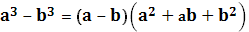 a³ − b³ = (a − b)(a² + ab + b²)